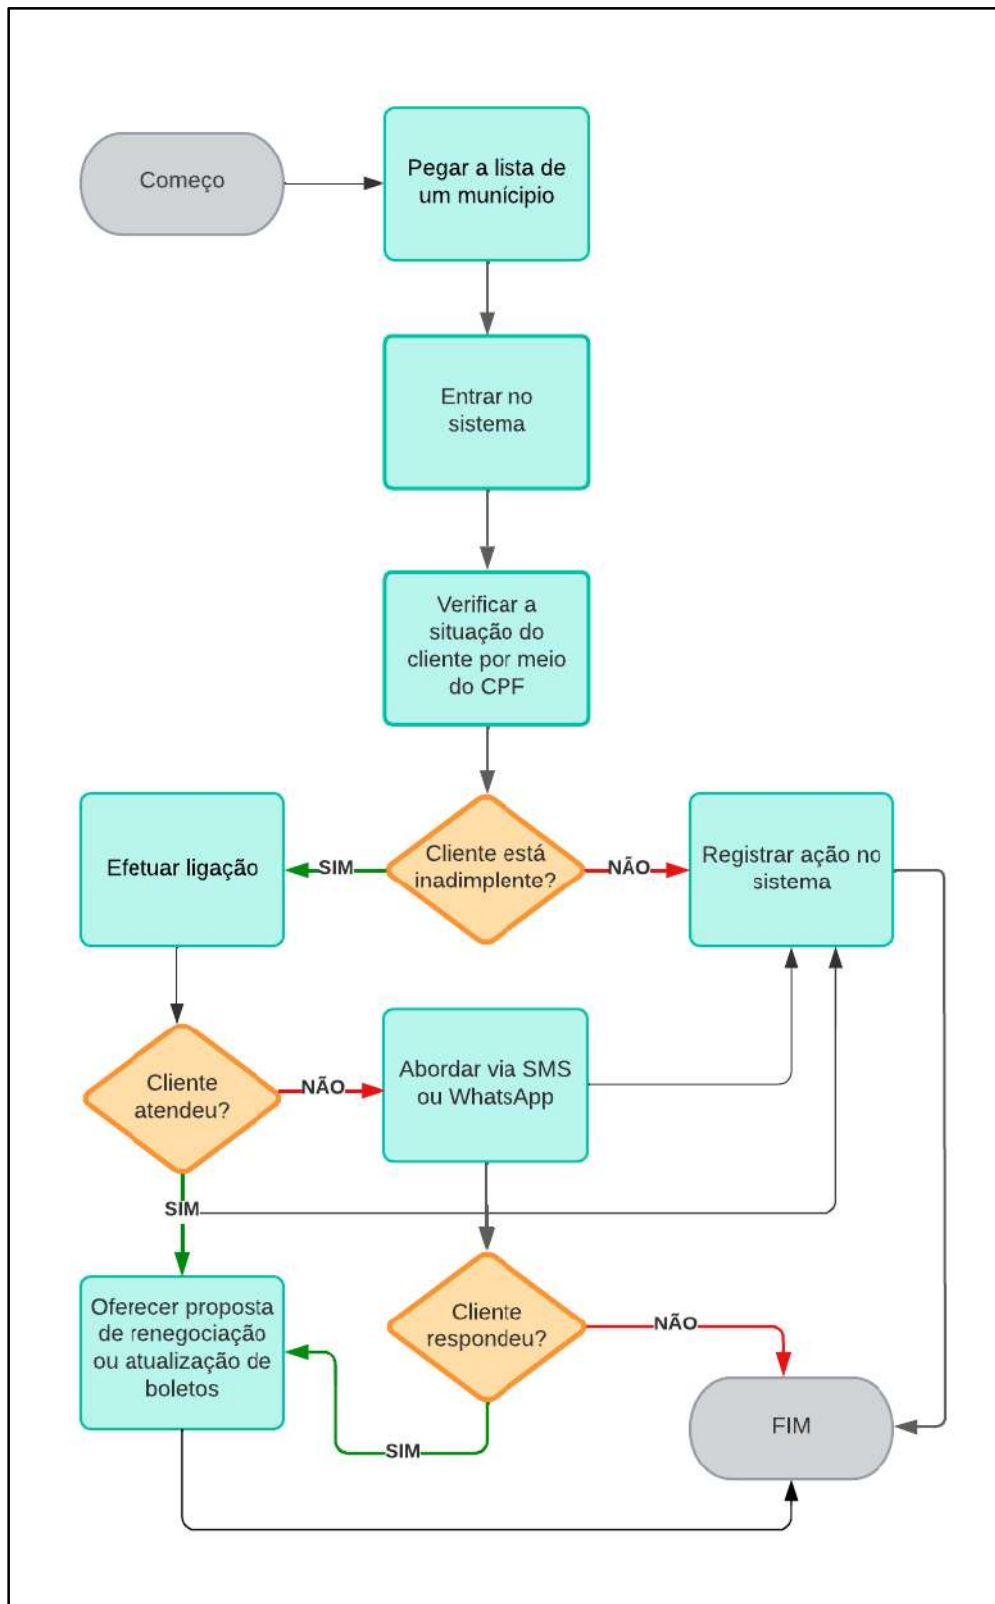 Começo
Pegar a lista de
um munícipio
Entrar no
sistema
Verificar a
situação do
cliente por meio
do CPF
Efetuar ligação
SIM
Cliente está
inadimplente?
NÃO
Registrar ação no
sistema
Cliente
atendeu?
NÃO
Abordar via SMS
ou WhatsApp
SIM
Oferecer proposta
de renegociação
ou atualização de
boletos
Cliente
respondeu?
NÃO
SIM
FIM